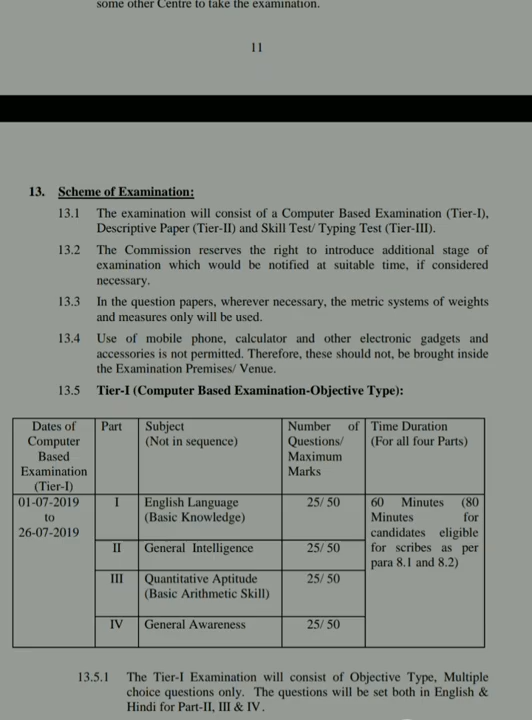 some other Centre to take the examination.
11
13. Scheme of Examination:
13.1 The examination will consist of a Computer Based Examination (Tier-I),
Descriptive Paper (Tier-II) and Skill Test/ Typing Test (Tier-III).
13.2 The Commission reserves the right to introduce additional stage of
examination which would be notified at suitable time, if considered
necessary.
13.3 In the question papers, wherever necessary, the metric systems of weights
and measures only will be used.
13.4 Use of mobile phone, calculator and other electronic gadgets and
accessories is not permitted. Therefore, these should not, be brought inside
the Examination Premises/ Venue.
13.5 Tier-I (Computer Based Examination-Objective Type):
Dates of Computer Based Examination (Tier-I)
Part
Subject
(Not in sequence)
Number of Questions/ Maximum Marks
Time Duration
(For all four Parts)
01-07-2019
to
26-07-2019
I English Language 25/ 50
(Basic Knowledge)
60 Minutes (80
Minutes for
candidates eligible
for scribes as per
para 8.1 and 8.2)
II General Intelligence 25/ 50
III Quantitative Aptitude 25/ 50
(Basic Arithmetic Skill)
IV General Awareness 25/ 50
13.5.1 The Tier-I Examination will consist of Objective Type, Multiple
choice questions only. The questions will be set both in English &
Hindi for Part-II, III & IV.